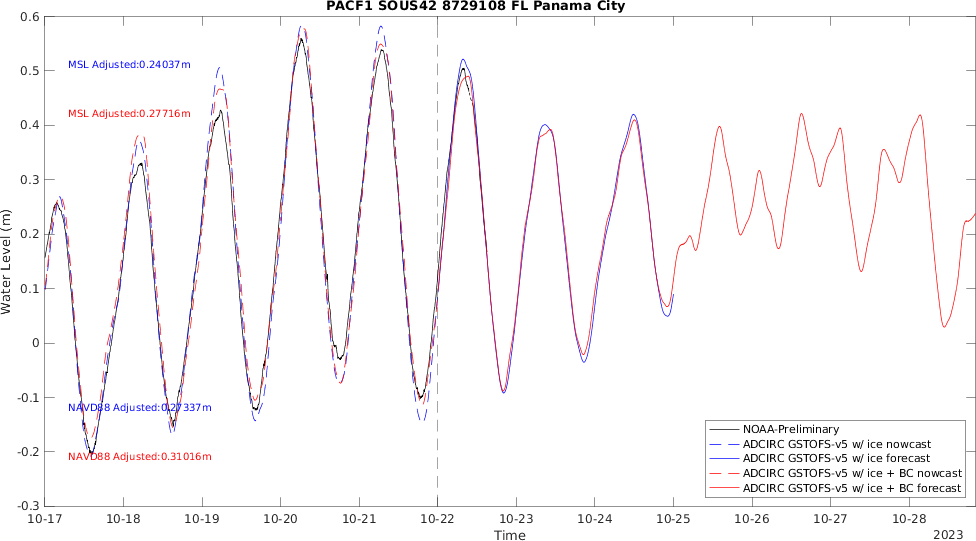 PACF1 SOUS42 8729108 FL Panama City
0.6
0.5
0.4
0.3
0.2
0.1
0
-0.1
-0.2
-0.3
Water Level (m)
MSL Adjusted:0.24037m
MSL Adjusted:0.27716m
NAVD88 Adjusted:0.27337m
NAVD88 Adjusted:0.31016m
NOAA-Preliminary
ADCIRC GSTOFS-v5 w/ ice nowcast
ADCIRC GSTOFS-v5 w/ ice forecast
ADCIRC GSTOFS-v5 w/ ice + BC nowcast
ADCIRC GSTOFS-v5 w/ ice + BC forecast
10-17 10-18 10-19 10-20 10-21 10-22 10-23 10-24 10-25 10-26 10-27 10-28
Time
2023